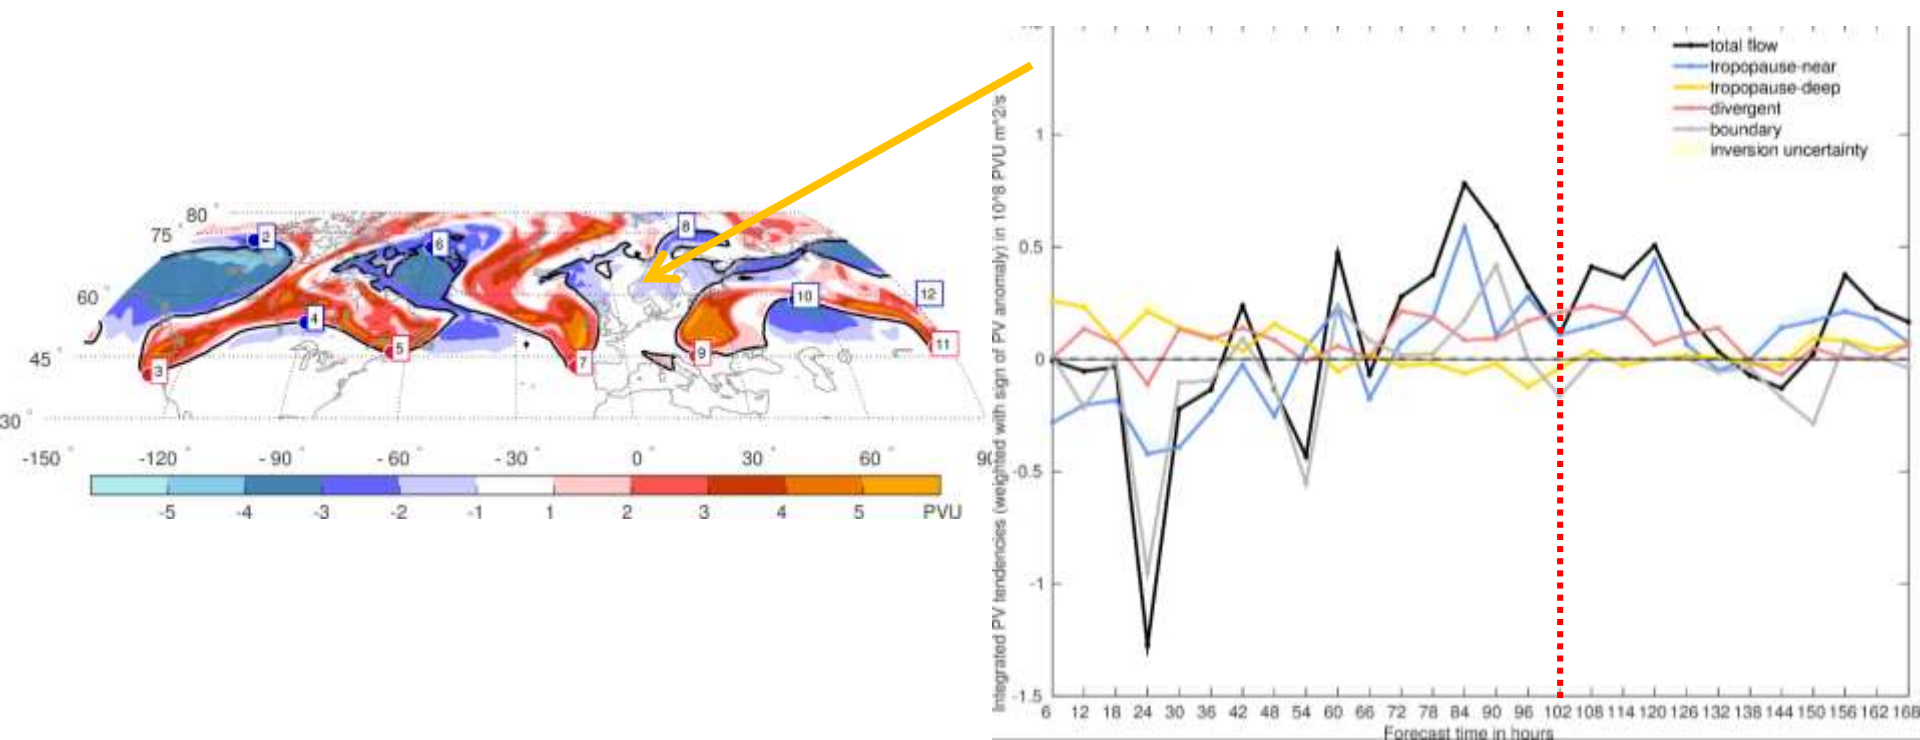 80°
75°
60°
45°
30°
2
6
8
10
12
4
5
3
7
9
11
-150° -120° -90° -60° -30° 0° 30° 60°
-5 -4 -3 -2 -1 1 2 3 4 5 PVU
total flow
tropopause-near
tropopause-deep
divergent
boundary
inversion uncertainty
Integrated PV tendencies (weighted with sign of PV anomaly) in 10^8 PVU m^2/s
1
0.5
0
-0.5
-1
-1.5
6 12 18 24 30 36 42 48 54 60 66 72 78 84 90 96 102 108 114 120 126 132 138 144 150 156 162 168
Forecast time in hours